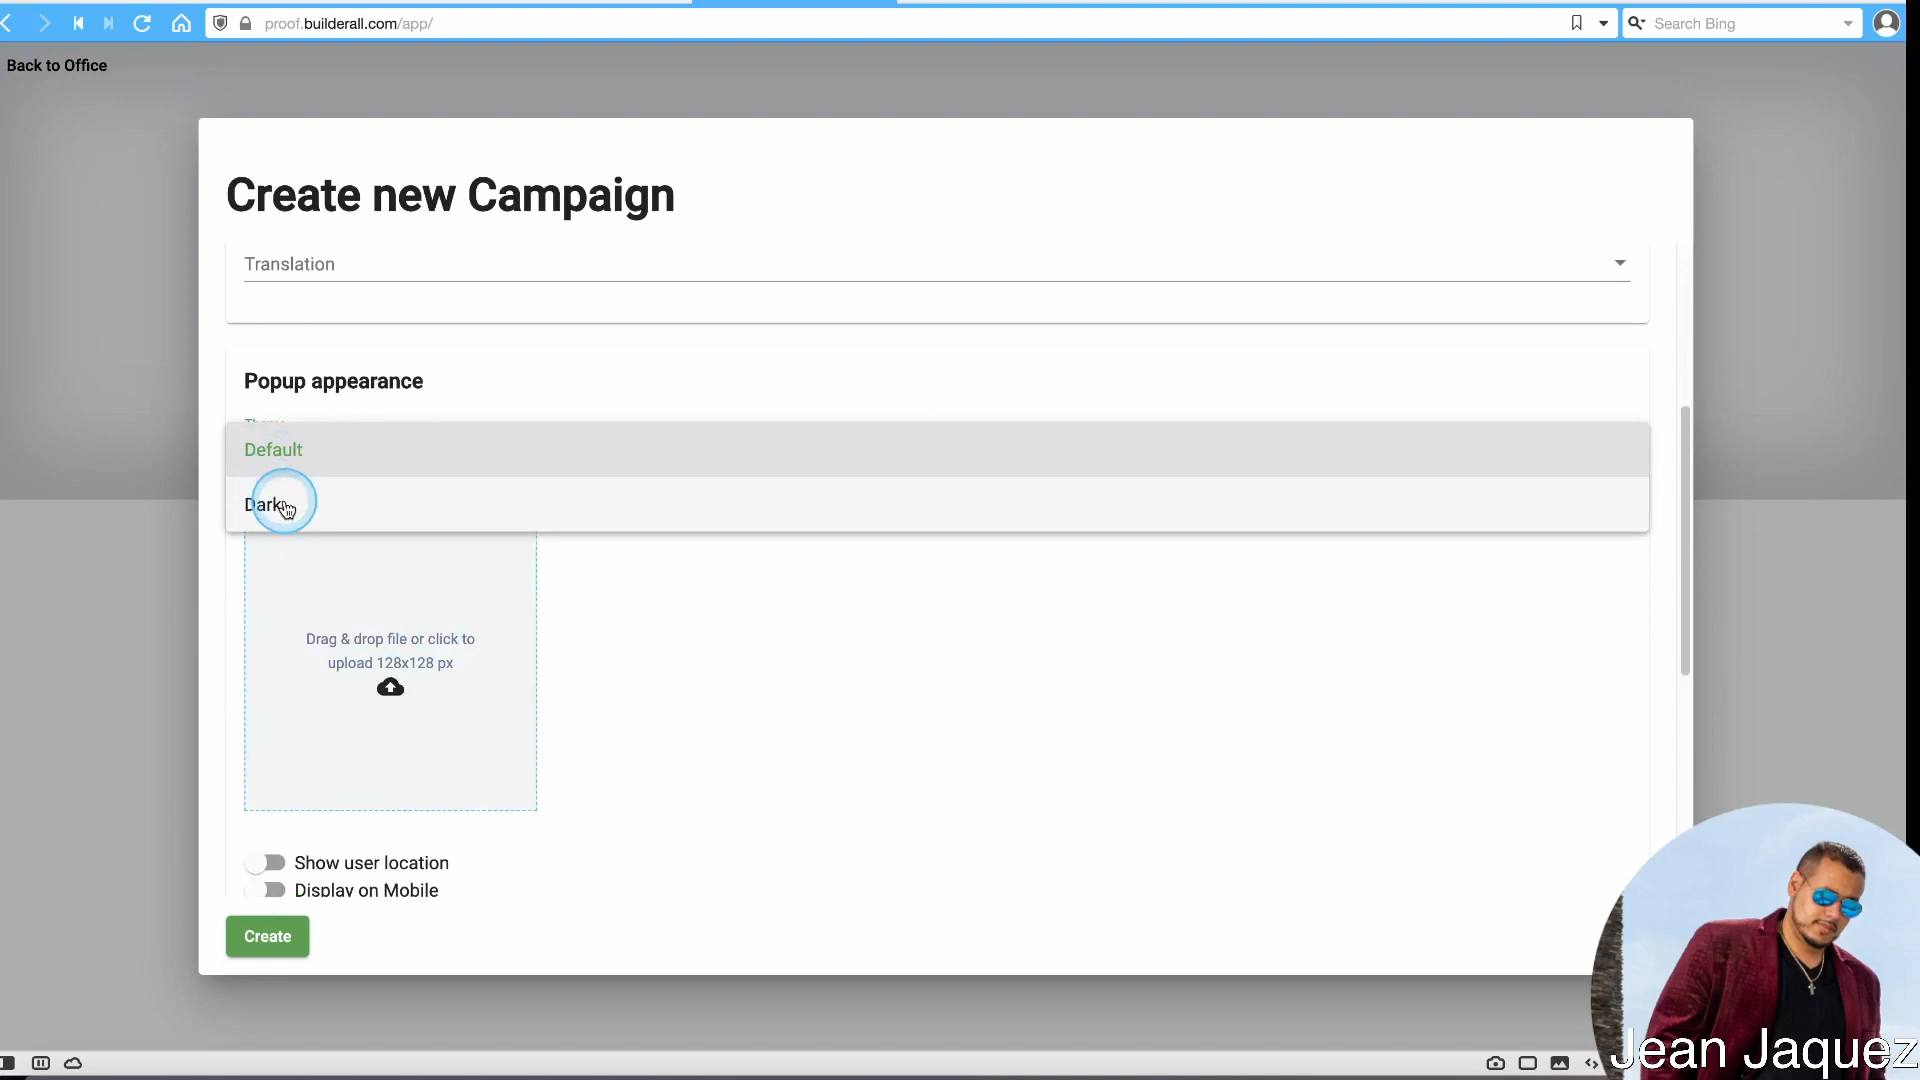 proof.builderall.com/app/
Search Bing
Back to Office
Create new Campaign
Translation
Popup appearance
Theme
Default
Dark
Drag & drop file or click to
upload 128x128 px
Show user location
Display on Mobile
Create
Jean Jaquez